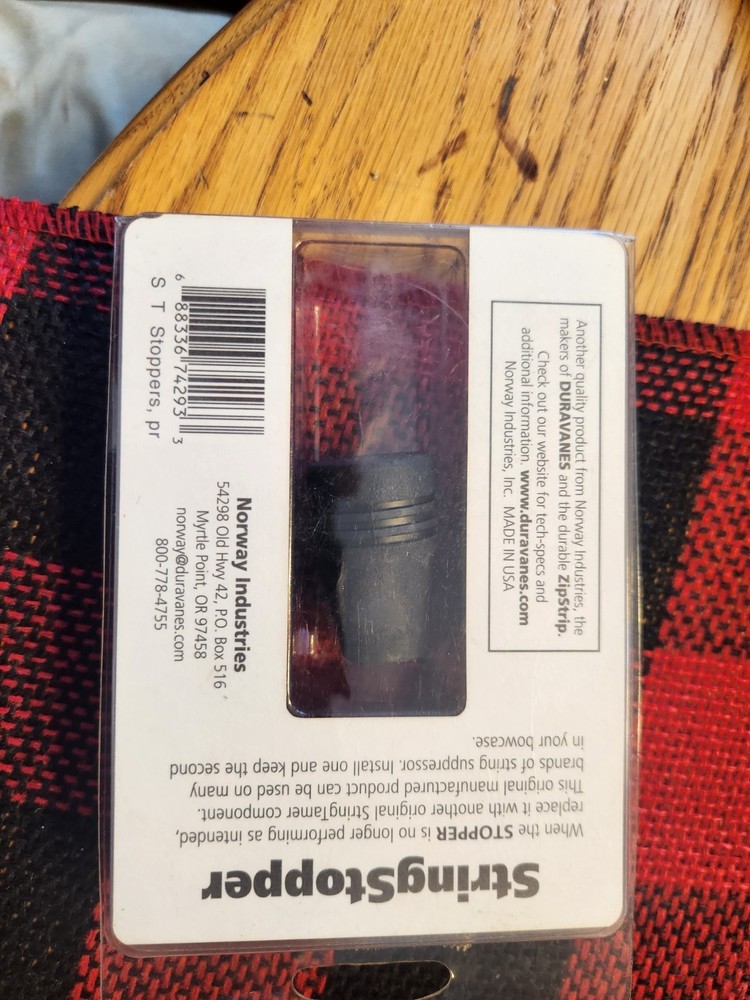 StringStopper
When the STOPPER is no longer performing as intended,
replace it with another original StringTamer component.
This original manufactured product can be used on many
brands of string suppressor. Install one and keep the second
in your bowcase.
Another quality product from Norway Industries, the
makers of DURAVANES and the durable ZipStrip.
Check out our website for tech-specs and
additional information. www.duravanes.com
Norway Industries, Inc. MADE IN USA
Norway Industries
54298 Old Hwy 42, P.O. Box 516
Myrtle Point, OR 97458
norway@duravanes.com
800-778-4755
6 88336 74293 3
S T Stoppers, pr